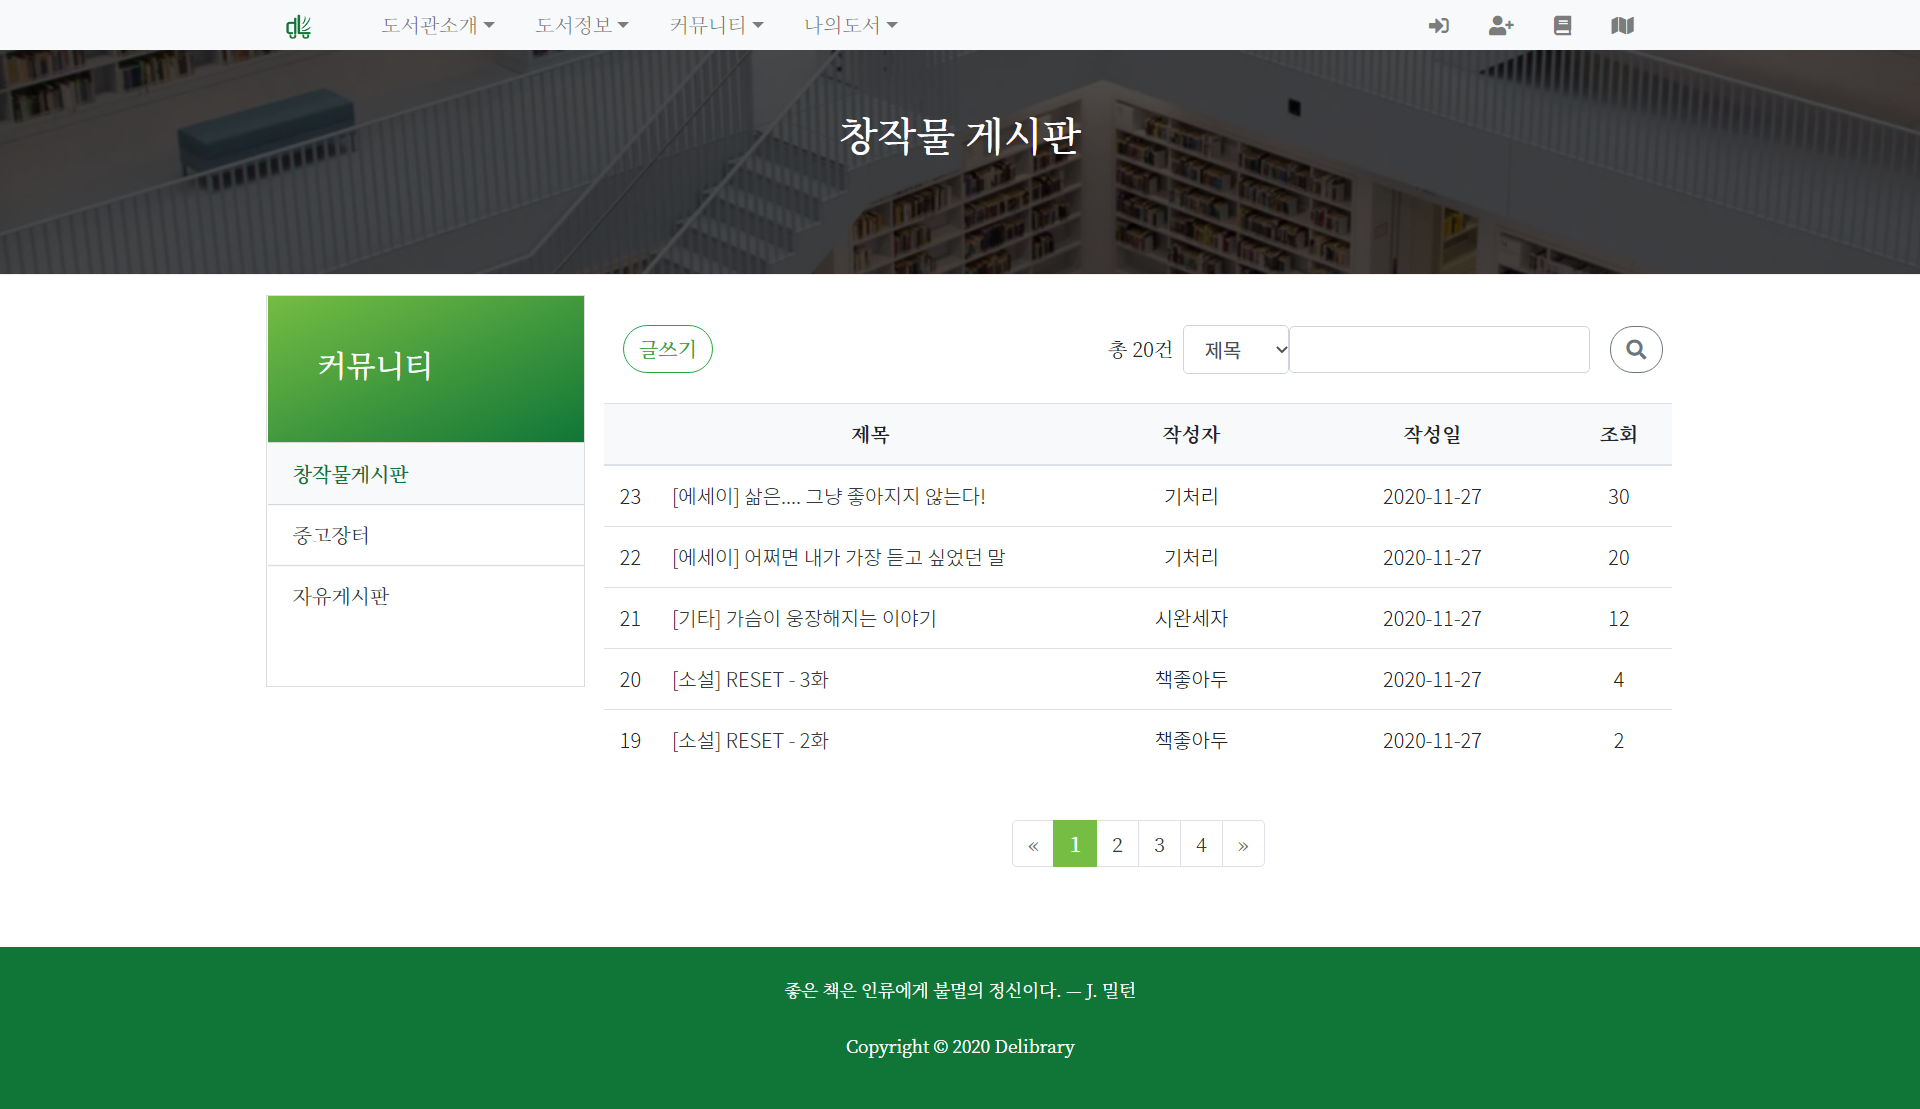 도서관소개 도서정보 커뮤니티 나의도서
창작물 게시판
커뮤니티
창작물게시판
중고장터
자유게시판
글쓰기 총 20건 제목
제목 작성자 작성일 조회
23 [에세이] 삶은.... 그냥 좋아지지 않는다! 기처리 2020-11-27 30
22 [에세이] 어쩌면 내가 가장 듣고 싶었던 말 기처리 2020-11-27 20
21 [기타] 가슴이 웅장해지는 이야기 시완세자 2020-11-27 12
20 [소설] RESET - 3화 책좋아두 2020-11-27 4
19 [소설] RESET - 2화 책좋아두 2020-11-27 2
« 1 2 3 4 »
좋은 책은 인류에게 불멸의 정신이다. — J. 밀턴
Copyright © 2020 Delibrary